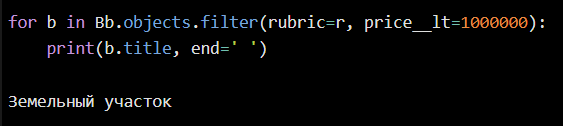 for b in Bb.objects.filter(rubric=r, price__lt=1000000):
    print(b.title, end=' ')
Земельный участок